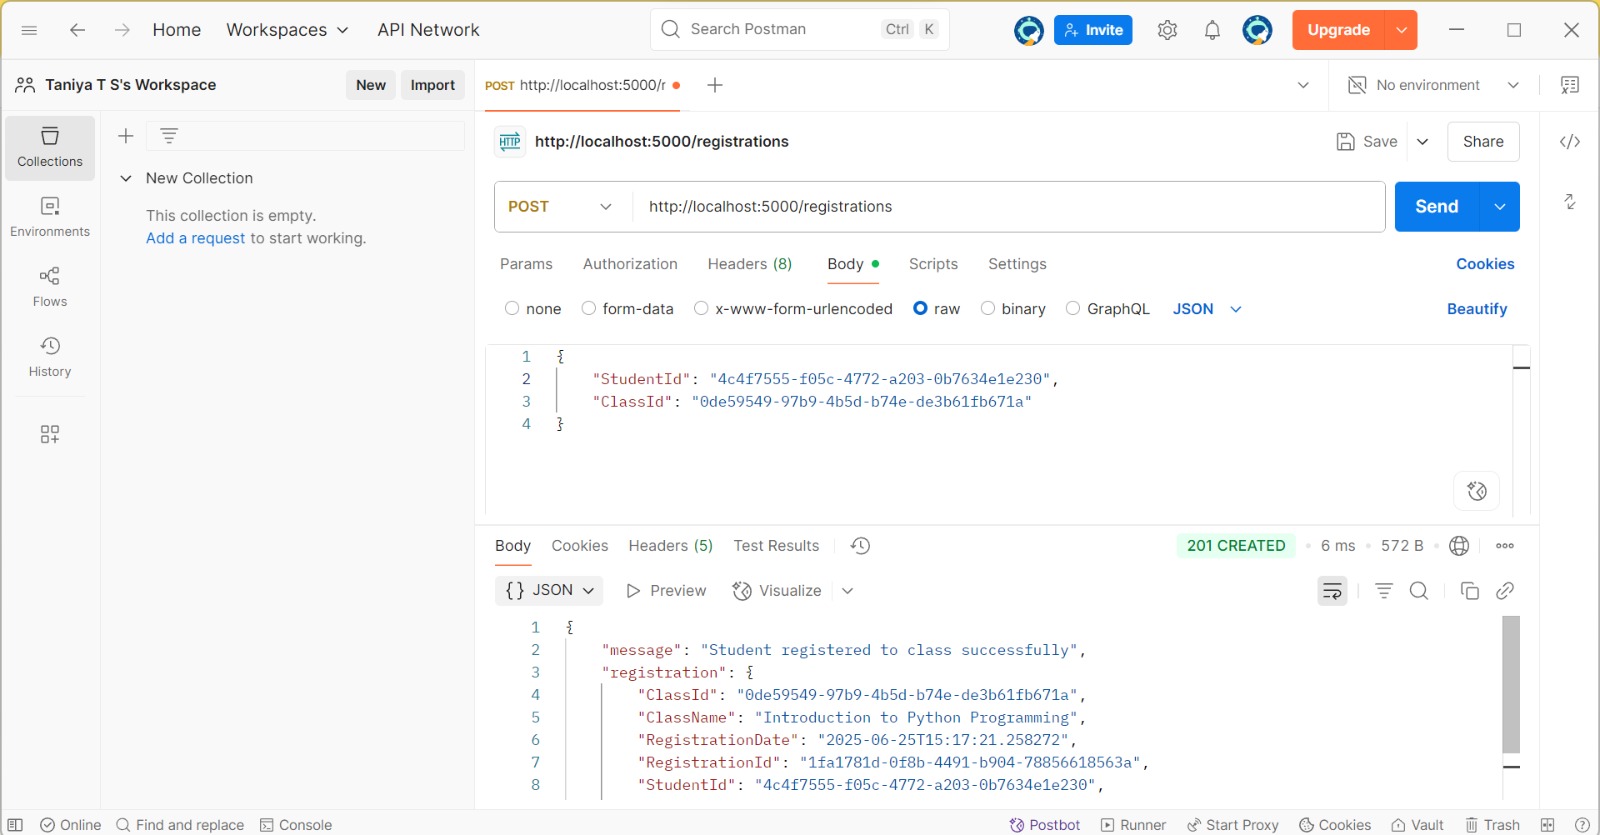 Home
Workspaces
API Network
Search Postman
Ctrl K
Invite
Upgrade
Taniya T S's Workspace
New
Import
POST http://localhost:5000/r
No environment
Collections
Environments
Flows
History
New Collection
This collection is empty.
Add a request to start working.
HTTP http://localhost:5000/registrations
Save
Share
POST
http://localhost:5000/registrations
Send
Params
Authorization
Headers (8)
Body
Scripts
Settings
Cookies
none
form-data
x-www-form-urlencoded
raw
binary
GraphQL
JSON
Beautify
1 {
2 "StudentId": "4c4f7555-f05c-4772-a203-0b7634e1e230",
3 "ClassId": "0de59549-97b9-4b5d-b74e-de3b61fb671a"
4 }
Body
Cookies
Headers (5)
Test Results
201 CREATED
6 ms
572 B
{} JSON
Preview
Visualize
1 {
2 "message": "Student registered to class successfully",
3 "registration": {
4 "ClassId": "0de59549-97b9-4b5d-b74e-de3b61fb671a",
5 "ClassName": "Introduction to Python Programming",
6 "RegistrationDate": "2025-06-25T15:17:21.258272",
7 "RegistrationId": "1fa1781d-0f8b-4491-b904-78856618563a",
8 "StudentId": "4c4f7555-f05c-4772-a203-0b7634e1e230",
Online
Find and replace
Console
Postbot
Runner
Start Proxy
Cookies
Vault
Trash